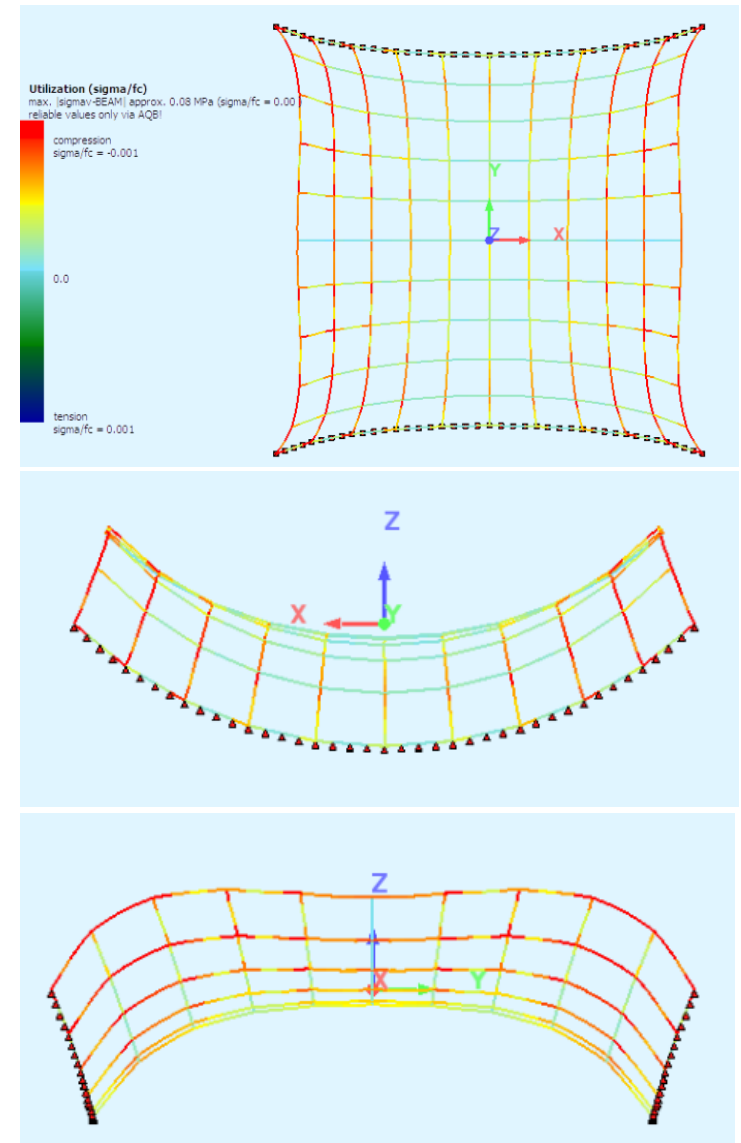 Utilization (sigma/fc)
max. |sigmav-BEAM| approx. 0.08 MPa (sigma/fc = 0.00
reliable values only via AQB!
compression
sigma/fc = -0.001
0.0
tension
sigma/fc = 0.001
Y
Z
X
Z
X
Y
Z
X
Y